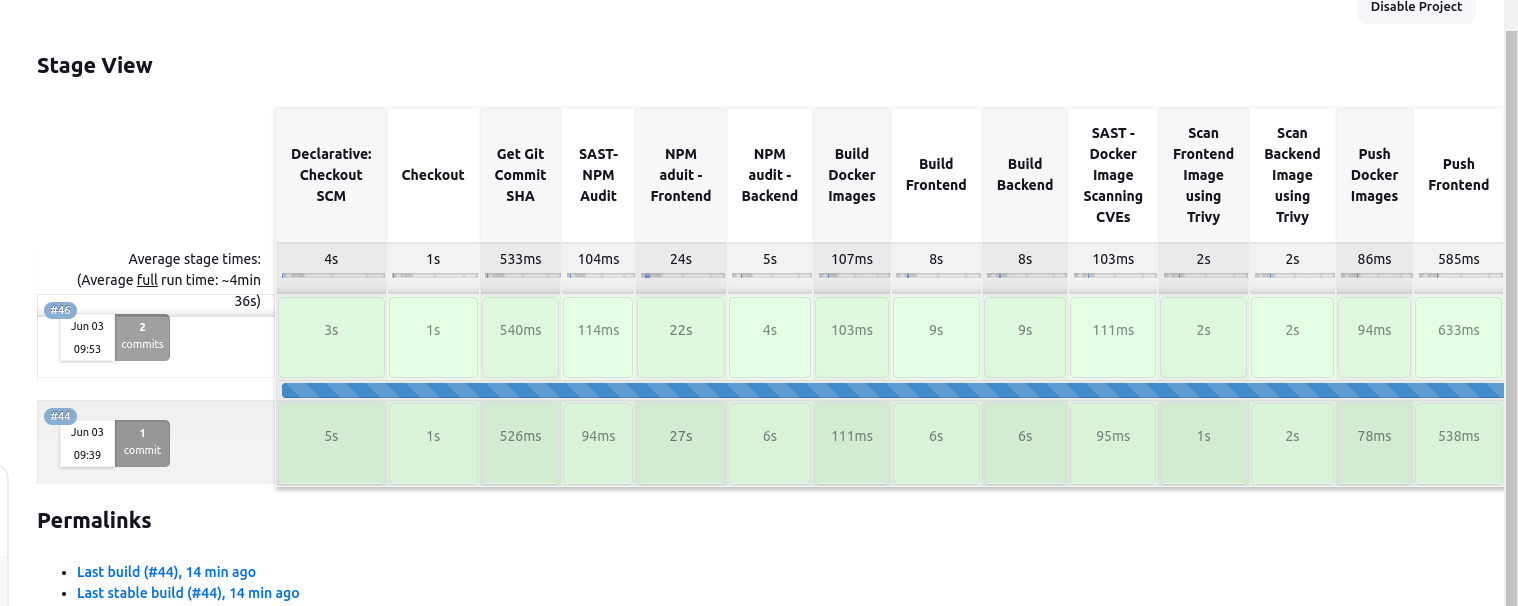 Disable Project
Stage View
Declarative:
Checkout
SCM
Checkout
Get Git
Commit
SHA
SAST-
NPM
Audit
NPM
aduit -
Frontend
NPM
audit -
Backend
Build
Docker
Images
Build
Frontend
Build
Backend
SAST -
Docker
Image
Scanning
CVEs
Scan
Frontend
Image
using
Trivy
Scan
Backend
Image
using
Trivy
Push
Docker
Images
Push
Frontend
Average stage times:
(Average full run time: ~4min
36s)
4s 1s 533ms 104ms 24s 5s 107ms 8s 8s 103ms 2s 2s 86ms 585ms
#46
Jun 03
09:53
2
commits
3s 1s 540ms 114ms 22s 4s 103ms 9s 9s 111ms 2s 2s 94ms 633ms
#44
Jun 03
09:39
1
commit
5s 1s 526ms 94ms 27s 6s 111ms 6s 6s 95ms 1s 2s 78ms 538ms
Permalinks
Last build (#44), 14 min ago
Last stable build (#44), 14 min ago